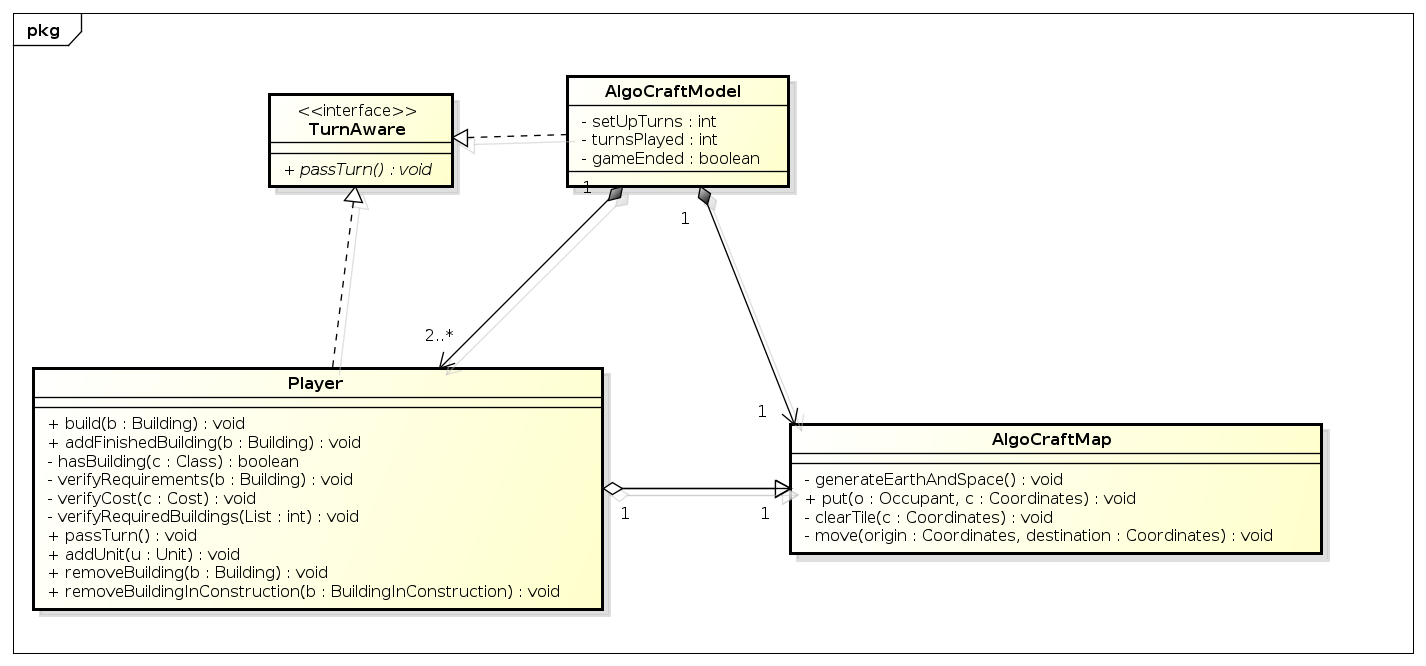 pkg
<<interface>>
TurnAware
+ passTurn() : void
AlgoCraftModel
- setUpTurns : int
- turnsPlayed : int
- gameEnded : boolean
1
1
2..*
1
Player
+ build(b : Building) : void
+ addFinishedBuilding(b : Building) : void
- hasBuilding(c : Class) : boolean
- verifyRequirements(b : Building) : void
- verifyCost(c : Cost) : void
- verifyRequiredBuildings(List : int) : void
+ passTurn() : void
+ addUnit(u : Unit) : void
+ removeBuilding(b : Building) : void
+ removeBuildingInConstruction(b : BuildingInConstruction) : void
1
1
AlgoCraftMap
- generateEarthAndSpace() : void
+ put(o : Occupant, c : Coordinates) : void
- clearTile(c : Coordinates) : void
- move(origin : Coordinates, destination : Coordinates) : void